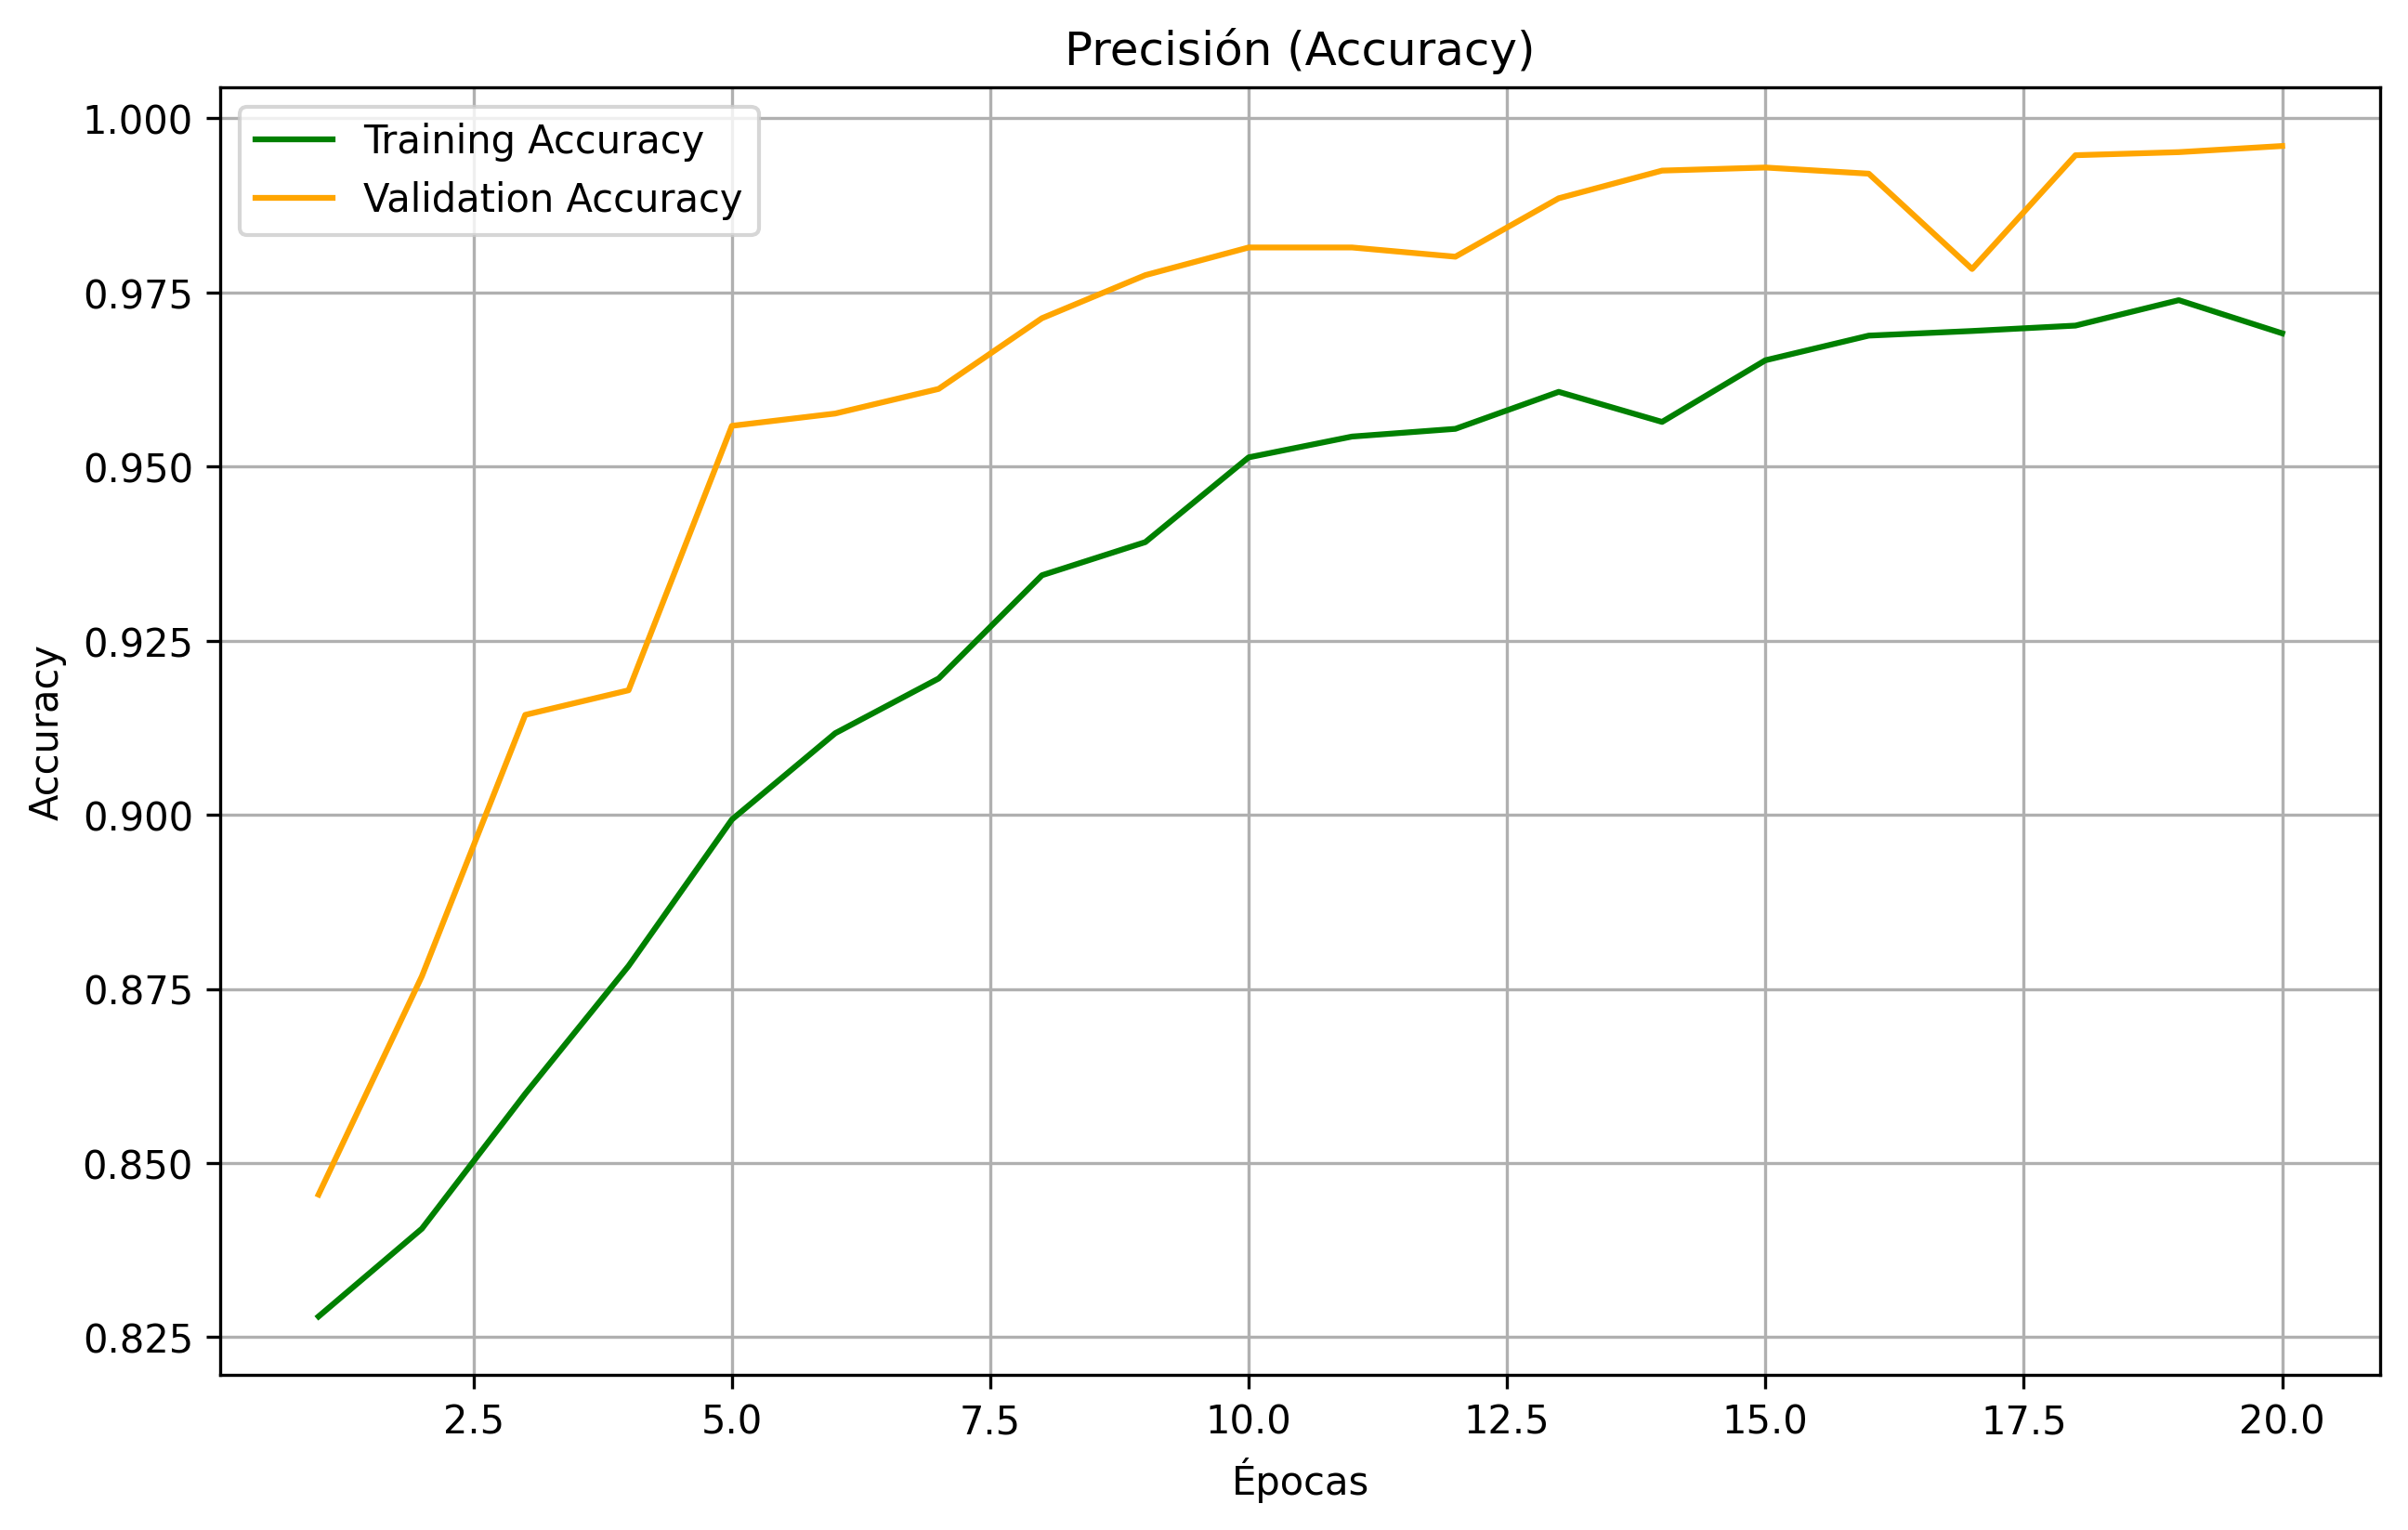 Precisión (Accuracy)
Training Accuracy
Validation Accuracy
1.000
0.975
0.950
0.925
0.900
0.875
0.850
0.825
Accuracy
2.5 5.0 7.5 10.0 12.5 15.0 17.5 20.0
Épocas